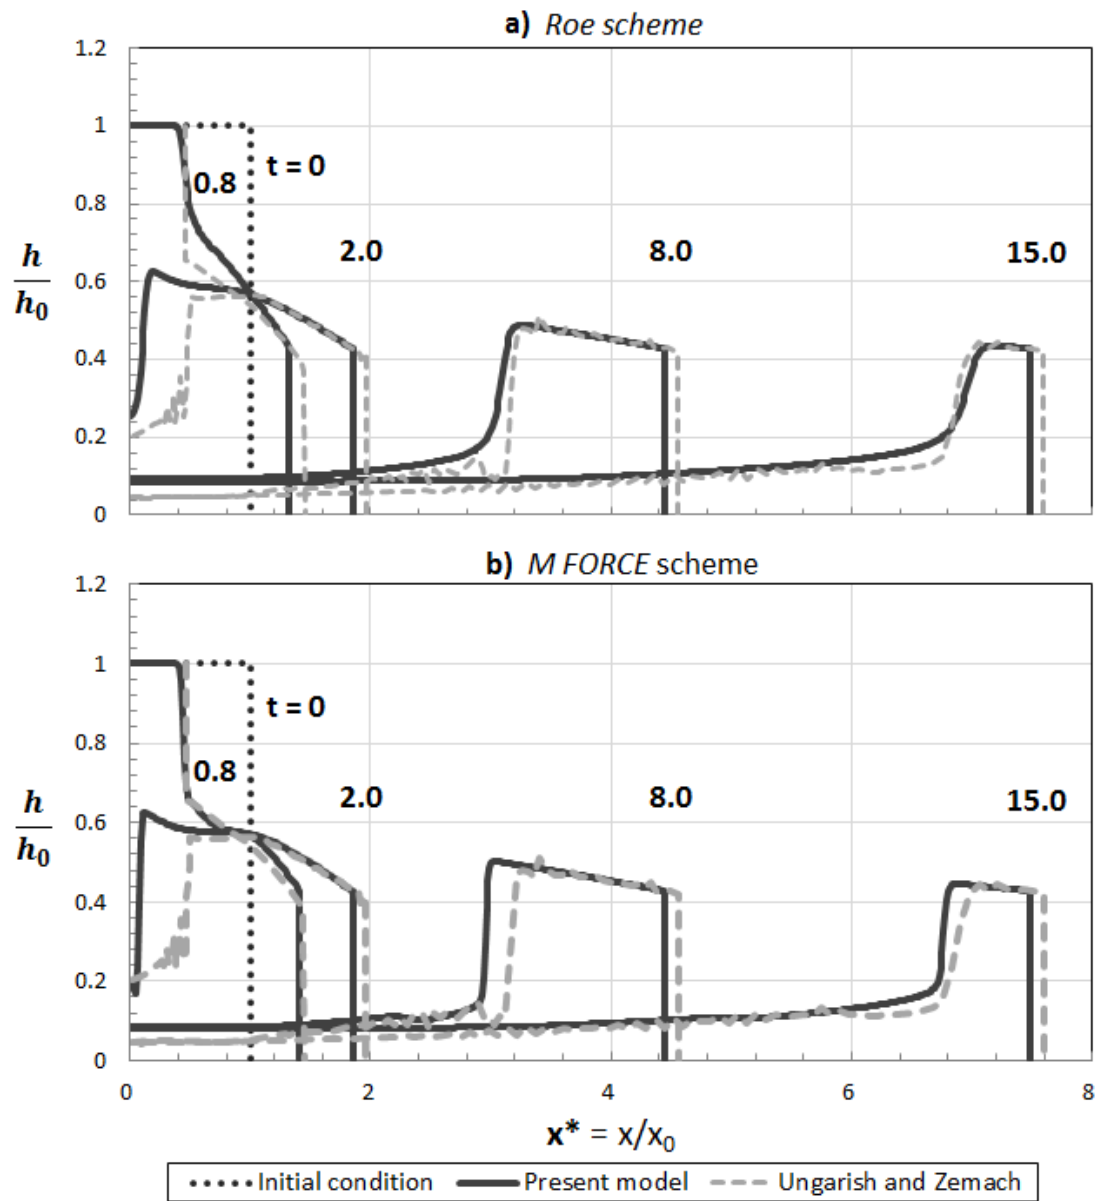 a) Roe scheme
1.2
1
0.8
0.6
0.4
0.2
0
h
h₀
t = 0
0.8
2.0
8.0
15.0
b) M FORCE scheme
1.2
1
0.8
0.6
0.4
0.2
0
h
h₀
t = 0
0.8
2.0
8.0
15.0
0 2 4 6 8
x* = x/x₀
Initial condition Present model Ungarish and Zemach